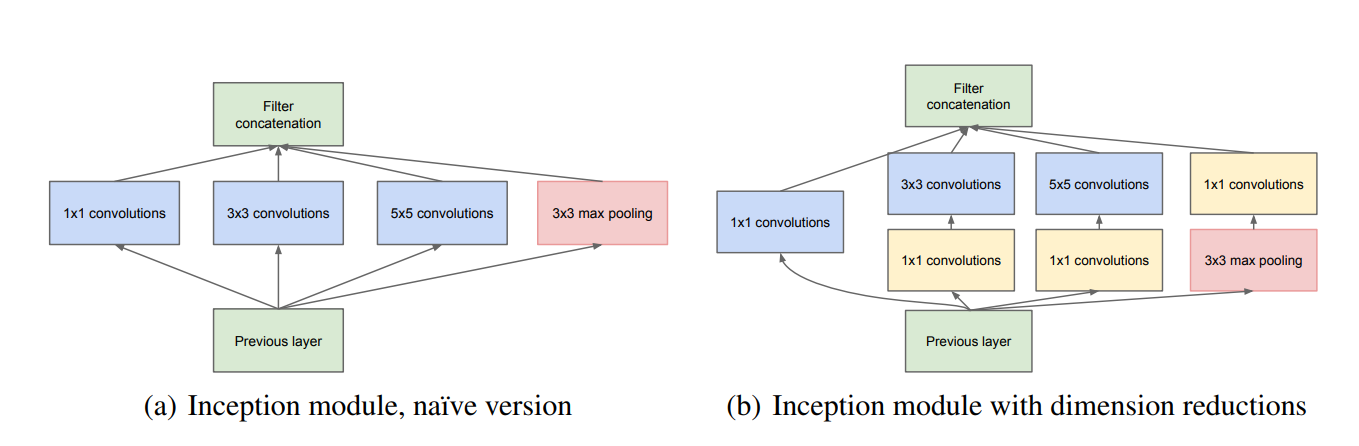 Filter
concatenation
1x1 convolutions
3x3 convolutions
5x5 convolutions
3x3 max pooling
Previous layer
(a) Inception module, naïve version
Filter
concatenation
3x3 convolutions
5x5 convolutions
1x1 convolutions
1x1 convolutions
1x1 convolutions
1x1 convolutions
3x3 max pooling
Previous layer
(b) Inception module with dimension reductions